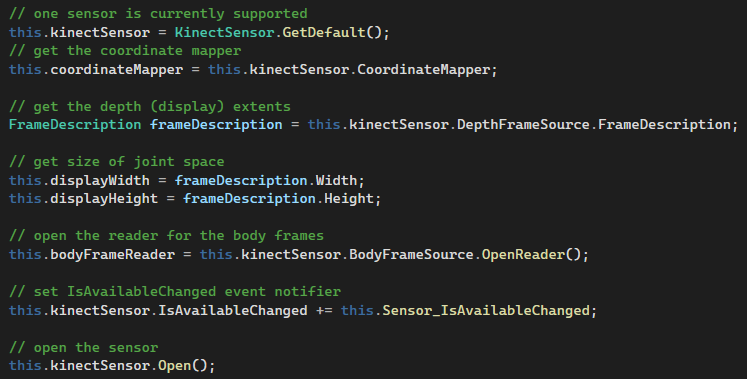 // one sensor is currently supported
this.kinectSensor = KinectSensor.GetDefault();
// get the coordinate mapper
this.coordinateMapper = this.kinectSensor.CoordinateMapper;
// get the depth (display) extents
FrameDescription frameDescription = this.kinectSensor.DepthFrameSource.FrameDescription;
// get size of joint space
this.displayWidth = frameDescription.Width;
this.displayHeight = frameDescription.Height;
// open the reader for the body frames
this.bodyFrameReader = this.kinectSensor.BodyFrameSource.OpenReader();
// set IsAvailableChanged event notifier
this.kinectSensor.IsAvailableChanged += this.Sensor_IsAvailableChanged;
// open the sensor
this.kinectSensor.Open();